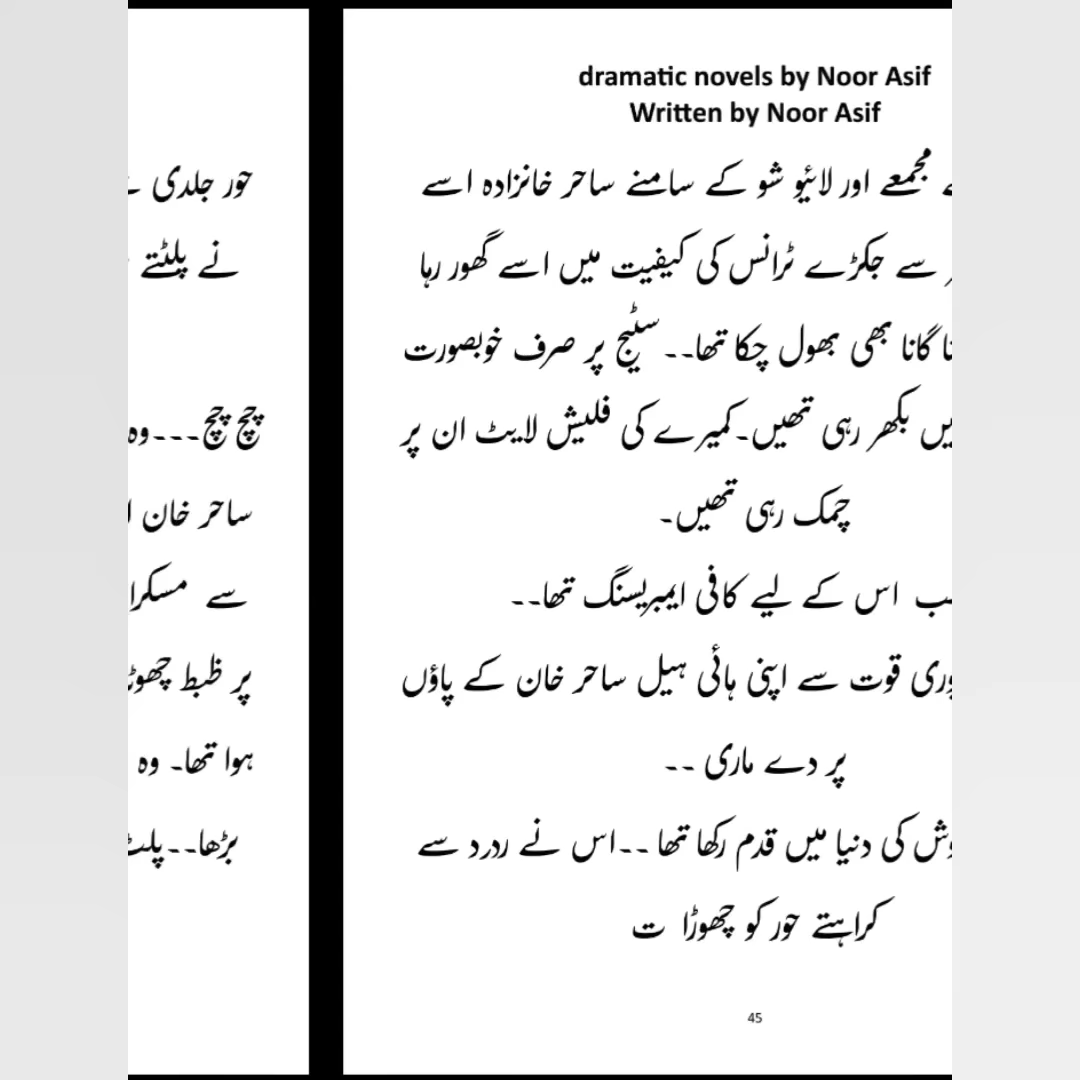 dramatic novels by Noor Asif
Written by Noor Asif
مجمعے اور لائیو شو کے سامنے ساحر خانزادہ اسے
سے جکڑے ٹرانس کی کیفیت میں اسے گھور رہا
گانا بھی بھول چکا تھا۔۔ سٹیج پر صرف خوبصورت
بکھر رہی تھیں۔کمیرے کی فلیش لایٹ ان پر
چمک رہی تھیں۔
اس کے لیے کافی ایمبریسنگ تھا۔۔
قوت سے اپنی ہائی ہیل ساحر خان کے پاؤں
پر دے ماری ۔۔
کی دنیا میں قدم رکھا تھا ۔۔اس نے ردرد سے
کراہتے حور کو چھوڑا ت
45
حور جلدی
نے پلٹتے
چچ چچ۔۔۔وہ
ساحر خان
سے مسکرا
پر ظبط
ہوا تھا۔ وہ
بڑھا۔۔